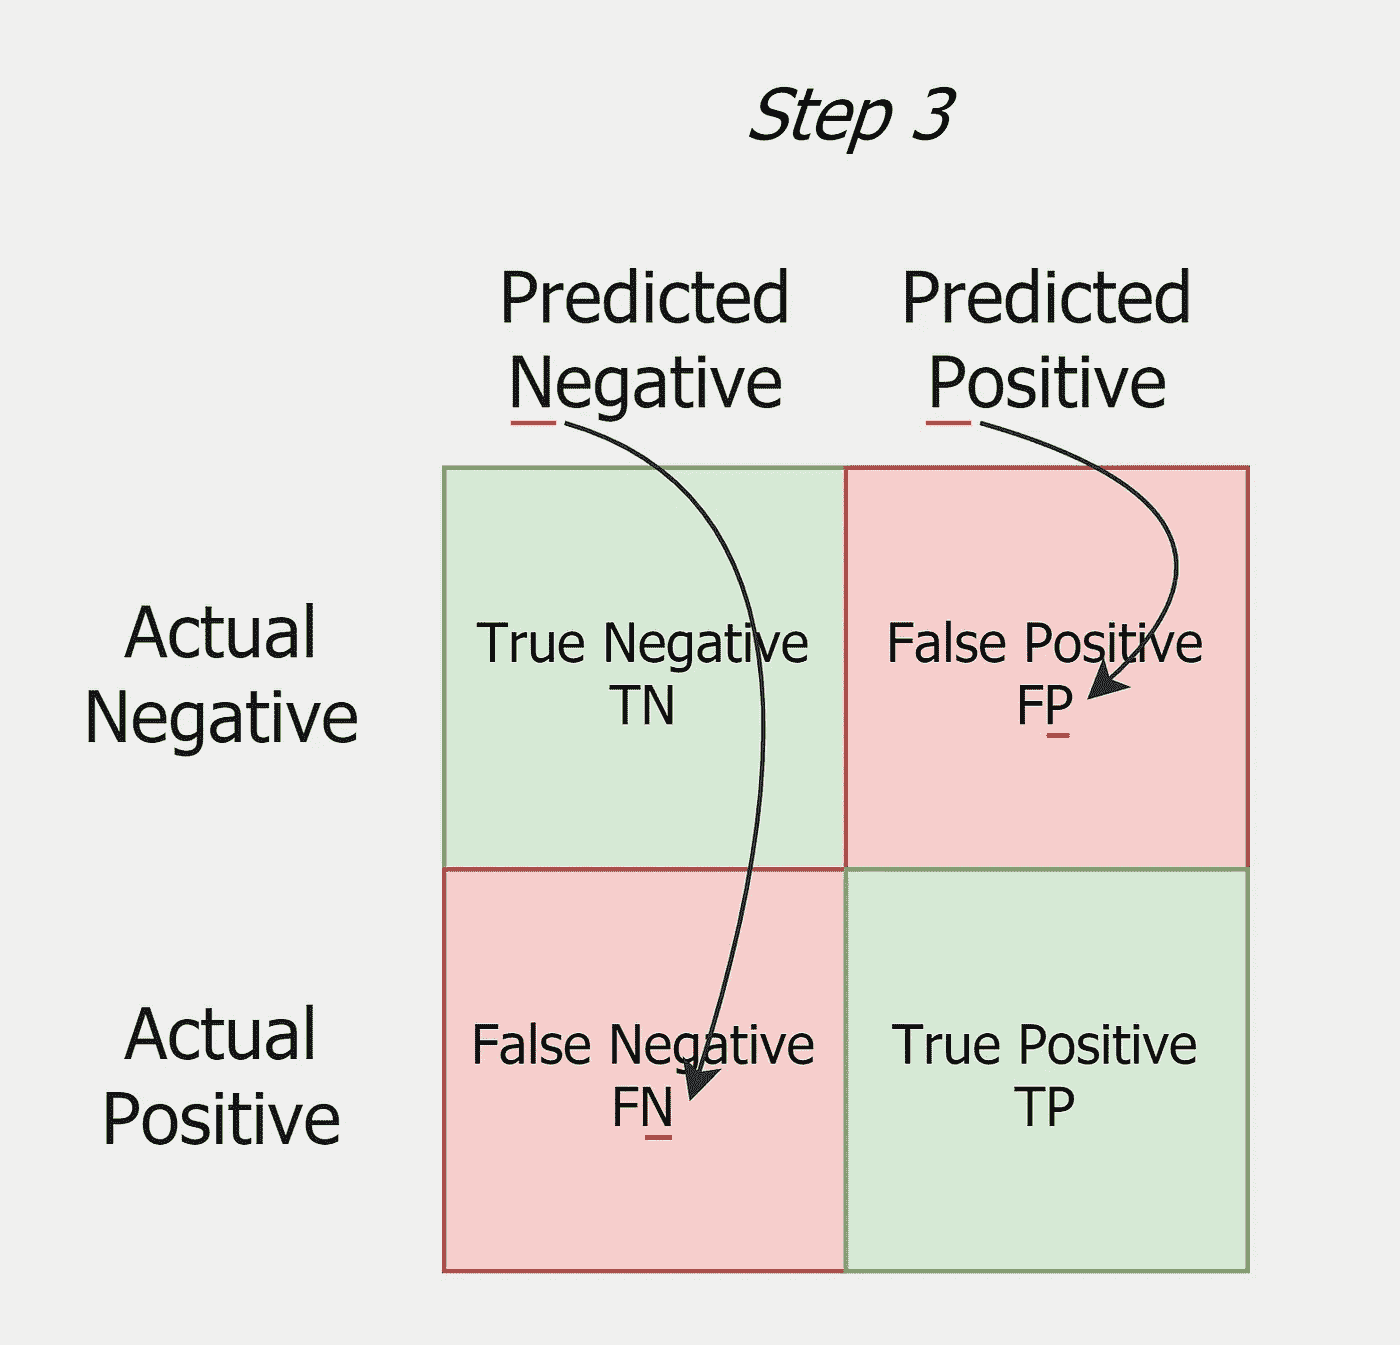 Step 3
Predicted Predicted
Negative Positive
Actual
Negative
True Negative
TN
False Positive
FP
Actual
Positive
False Negative
FN
True Positive
TP